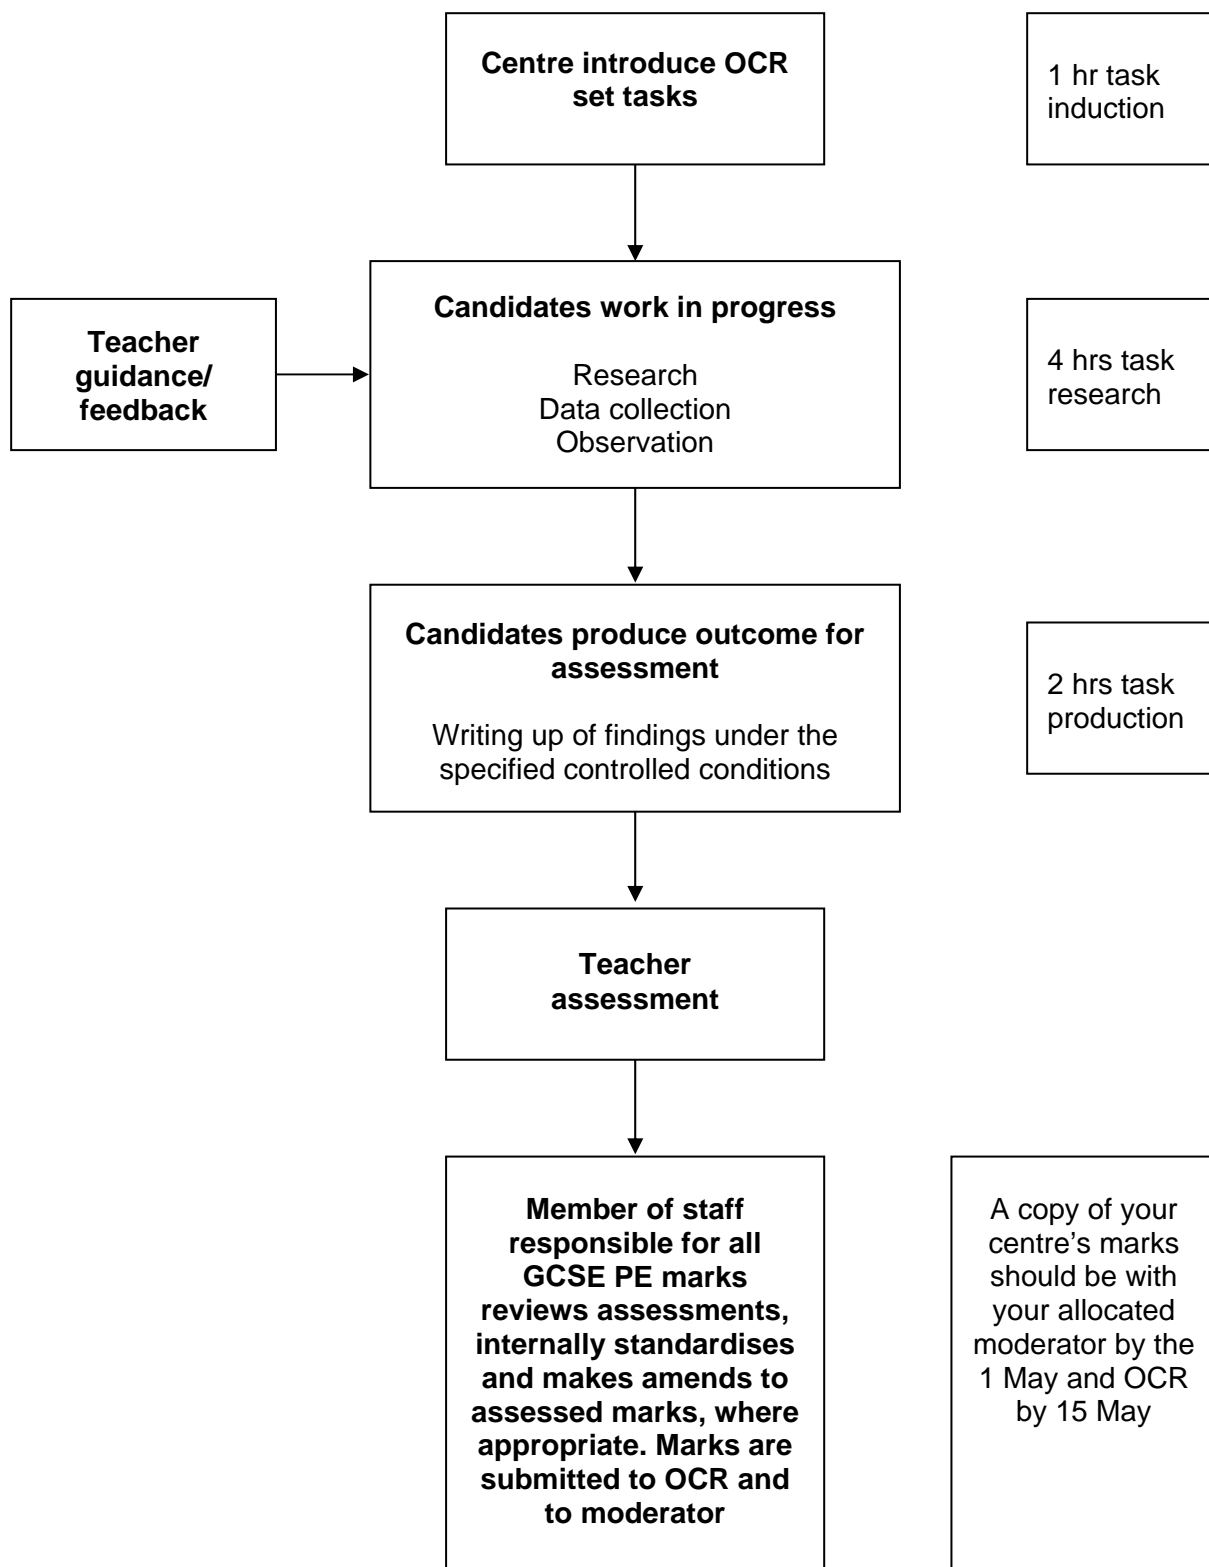 Centre introduce OCR
set tasks
1 hr task
induction
Teacher
guidance/
feedback
Candidates work in progress
Research
Data collection
Observation
4 hrs task
research
Candidates produce outcome for
assessment
Writing up of findings under the
specified controlled conditions
2 hrs task
production
Teacher
assessment
Member of staff
responsible for all
GCSE PE marks
reviews assessments,
internally standardises
and makes amends to
assessed marks, where
appropriate. Marks are
submitted to OCR and
to moderator
A copy of your
centre’s marks
should be with
your allocated
moderator by the
1 May and OCR
by 15 May